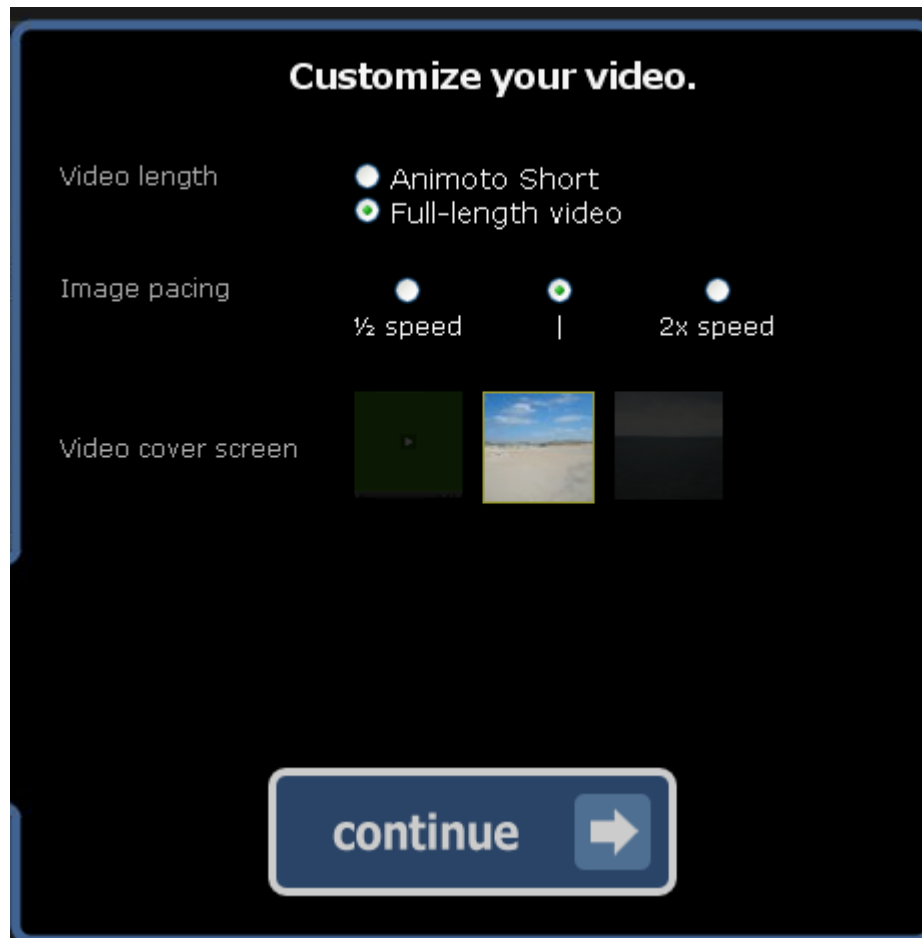 Customize your video.
Video length
Animoto Short
Full-length video
Image pacing
½ speed | 2x speed
Video cover screen
continue